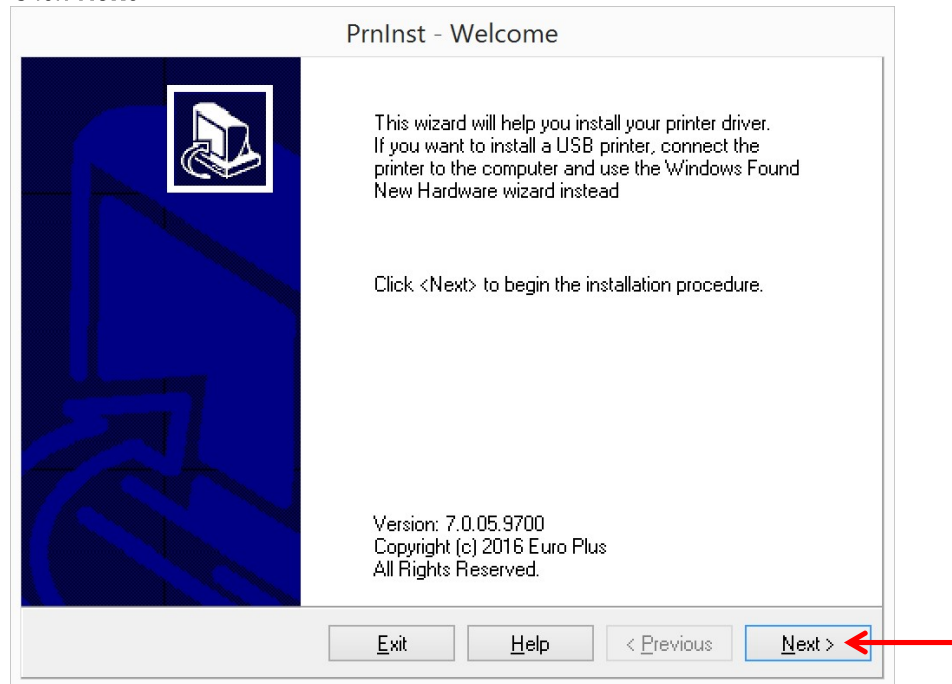 PrnInst - Welcome
This wizard will help you install your printer driver.
If you want to install a USB printer, connect the
printer to the computer and use the Windows Found
New Hardware wizard instead
Click <Next> to begin the installation procedure.
Version: 7.0.05.9700
Copyright (c) 2016 Euro Plus
All Rights Reserved.
Exit Help < Previous Next >